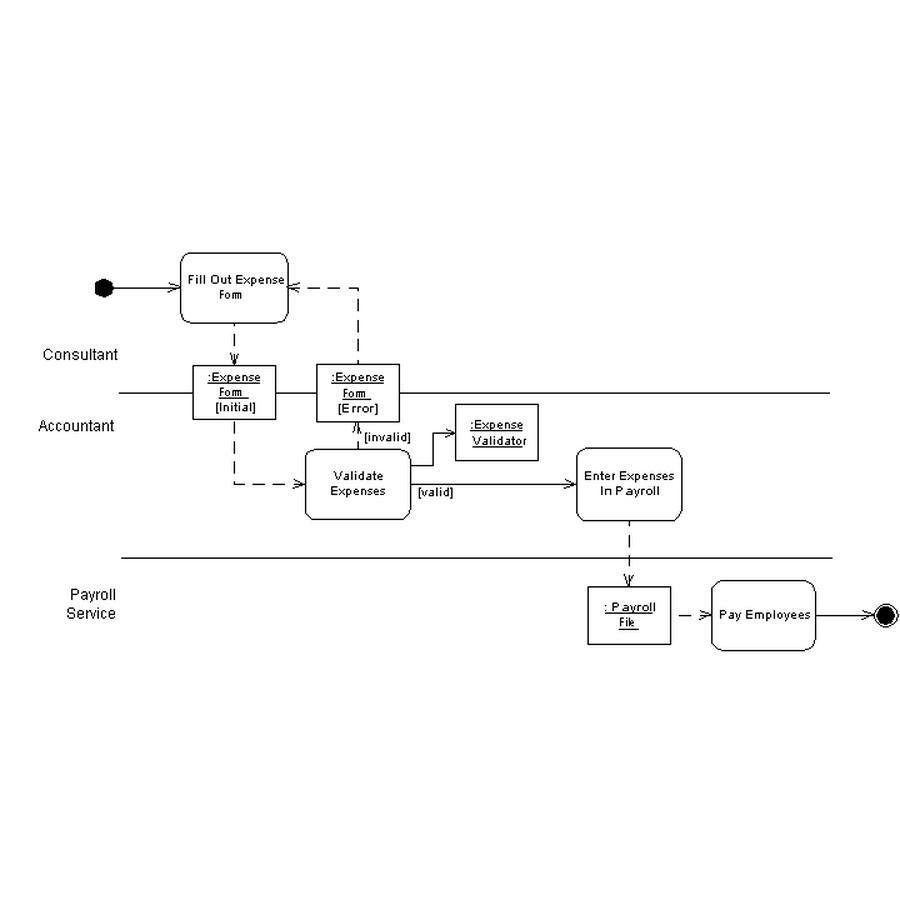 Fill Out Expense
Form
Consultant
:Expense
Form
[Initial]
:Expense
Form
[Error]
Accountant
[invalid]
:Expense
Validator
Validate
Expenses
[valid]
Enter Expenses
In Payroll
Payroll
Service
: Payroll
File
Pay Employees